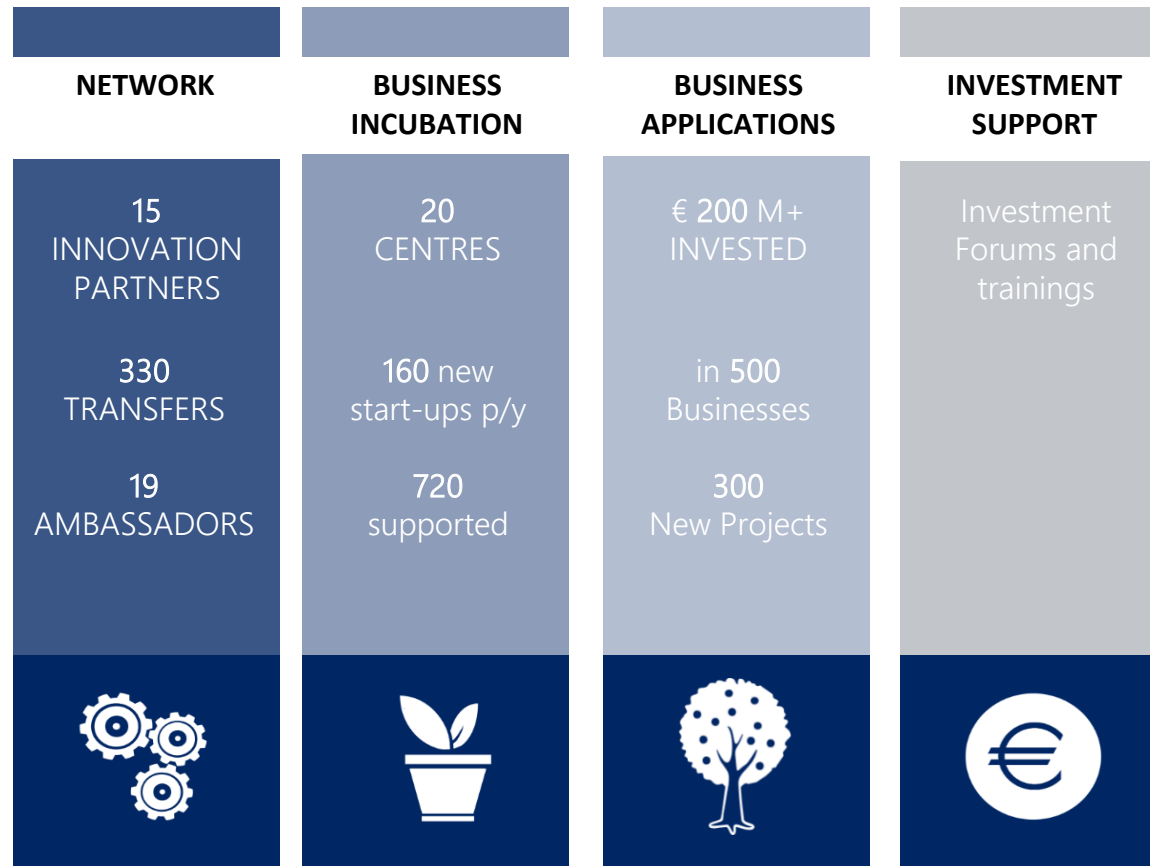 NETWORK
15
INNOVATION
PARTNERS
330
TRANSFERS
19
AMBASSADORS
BUSINESS
INCUBATION
20
CENTRES
160 new
start-ups p/y
720
supported
BUSINESS
APPLICATIONS
€ 200 M+
INVESTED
in 500
Businesses
300
New Projects
INVESTMENT
SUPPORT
Investment
Forums and
trainings
€